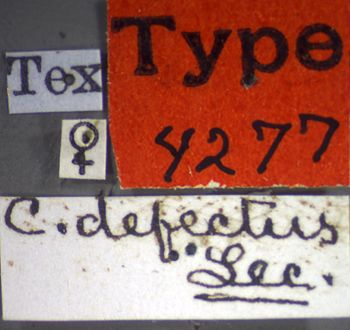 Type
Tex
4277
♀
C. defectus
Lec.